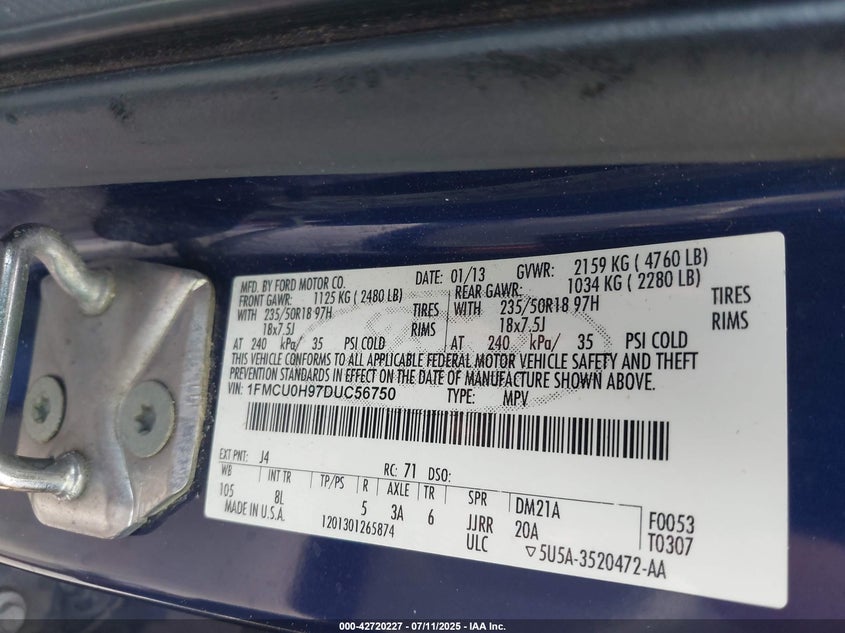 MFD. BY FORD MOTOR CO. DATE: 01/13 GVWR: 2159 KG ( 4760 LB)
FRONT GAWR: 1125 KG ( 2480 LB) REAR GAWR: 1034 KG ( 2280 LB)
WITH 235/50R18 97H TIRES WITH 235/50R18 97H TIRES
18x7.5J RIMS 18x7.5J RIMS
AT 240 kPa/ 35 PSI COLD AT 240 kPa/ 35 PSI COLD
THIS VEHICLE CONFORMS TO ALL APPLICABLE FEDERAL MOTOR VEHICLE SAFETY AND THEFT
PREVENTION STANDARDS IN EFFECT ON THE DATE OF MANUFACTURE SHOWN ABOVE.
VIN: 1FMCU0H97DUC56750 TYPE: MPV
EXT PNT: J4 RC: 71 DSO:
WB INT TR TP/PS R AXLE TR SPR DM21A F0053
105 8L 5 3A 6 JJRR 20A T0307
MADE IN U.S.A. 1201301265874 ULC ▽5U5A-3520472-AA
000-42720227 - 07/11/2025 - IAA Inc.